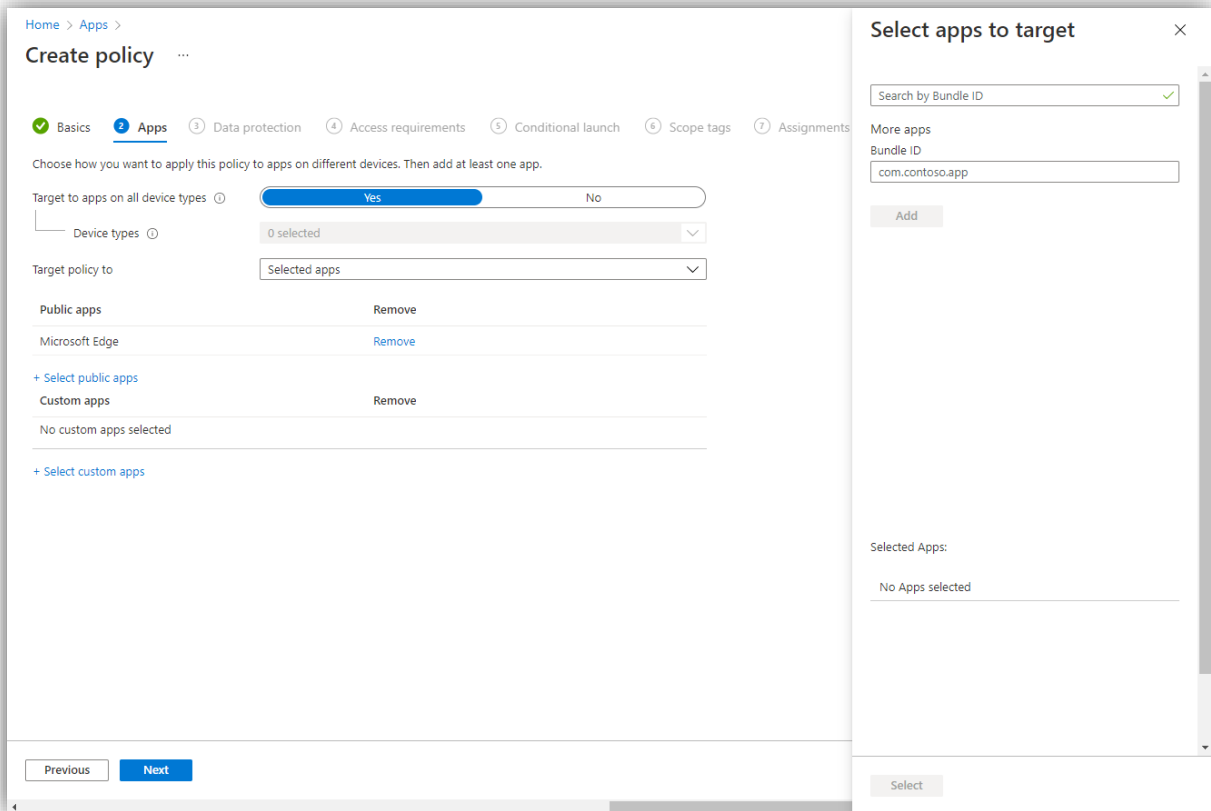 Home > Apps >
Create policy ...
Basics
2 Apps
3 Data protection
4 Access requirements
5 Conditional launch
6 Scope tags
7 Assignments
Choose how you want to apply this policy to apps on different devices. Then add at least one app.
Target to apps on all device types
Yes
No
Device types
0 selected
Target policy to
Selected apps
Public apps
Remove
Microsoft Edge
Remove
+ Select public apps
Custom apps
Remove
No custom apps selected
+ Select custom apps
Previous
Next
Select apps to target
Search by Bundle ID
More apps
Bundle ID
com.contoso.app
Add
Selected Apps:
No Apps selected
Select